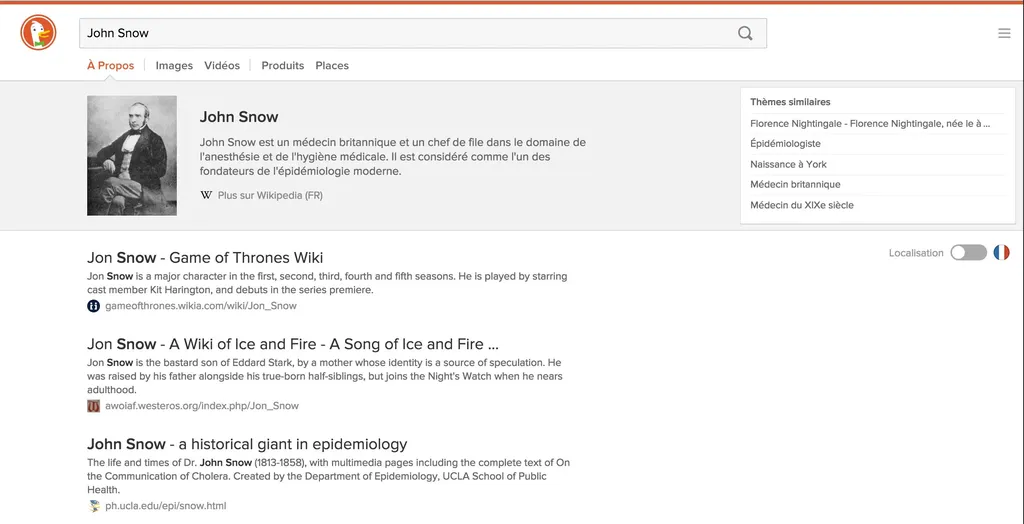 John Snow
À Propos
Images
Vidéos
Produits
Places
John Snow
John Snow est un médecin britannique et un chef de file dans le domaine de
l'anesthésie et de l'hygiène médicale. Il est considéré comme l'un des
fondateurs de l'épidémiologie moderne.
W Plus sur Wikipedia (FR)
Thèmes similaires
Florence Nightingale - Florence Nightingale, née le à ...
Épidémiologiste
Naissance à York
Médecin britannique
Médecin du XIXe siècle
Localisation
Jon Snow - Game of Thrones Wiki
Jon Snow is a major character in the first, second, third, fourth and fifth seasons. He is played by starring
cast member Kit Harington, and debuts in the series premiere.
gameofthrones.wikia.com/wiki/Jon_Snow
Jon Snow - A Wiki of Ice and Fire - A Song of Ice and Fire ...
Jon Snow is the bastard son of Eddard Stark, by a mother whose identity is a source of speculation. He
was raised by his father alongside his true-born half-siblings, but joins the Night's Watch when he nears
adulthood.
awoiaf.westeros.org/index.php/Jon_Snow
John Snow - a historical giant in epidemiology
The life and times of Dr. John Snow (1813-1858), with multimedia pages including the complete text of On
the Communication of Cholera. Created by the Department of Epidemiology, UCLA School of Public
Health.
ph.ucla.edu/epi/snow.html